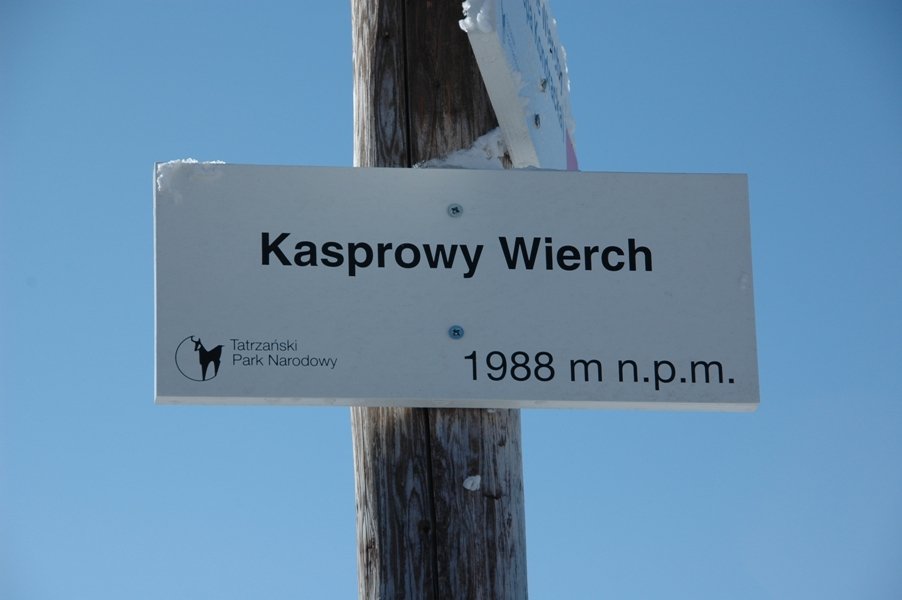 Kasprowy Wierch
Tatrzański
Park Narodowy
1988 m n.p.m.